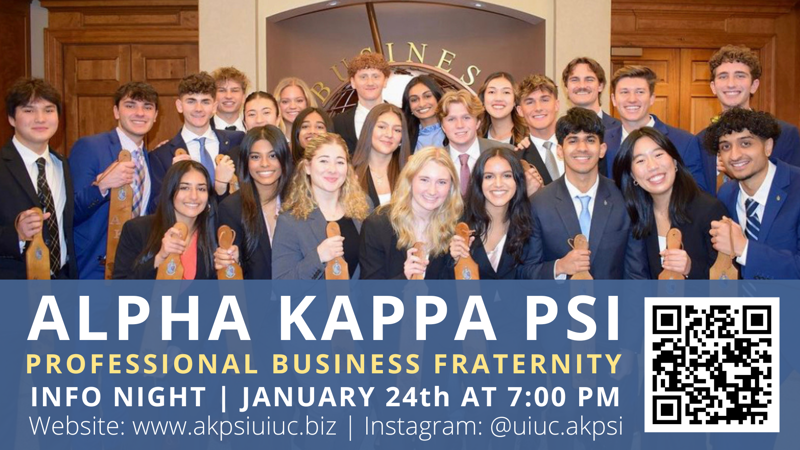 BUSINESS
ALPHA KAPPA PSI
PROFESSIONAL BUSINESS FRATERNITY
INFO NIGHT | JANUARY 24th AT 7:00 PM
Website: www.akpsiuiuc.biz | Instagram: @uiuc.akpsi